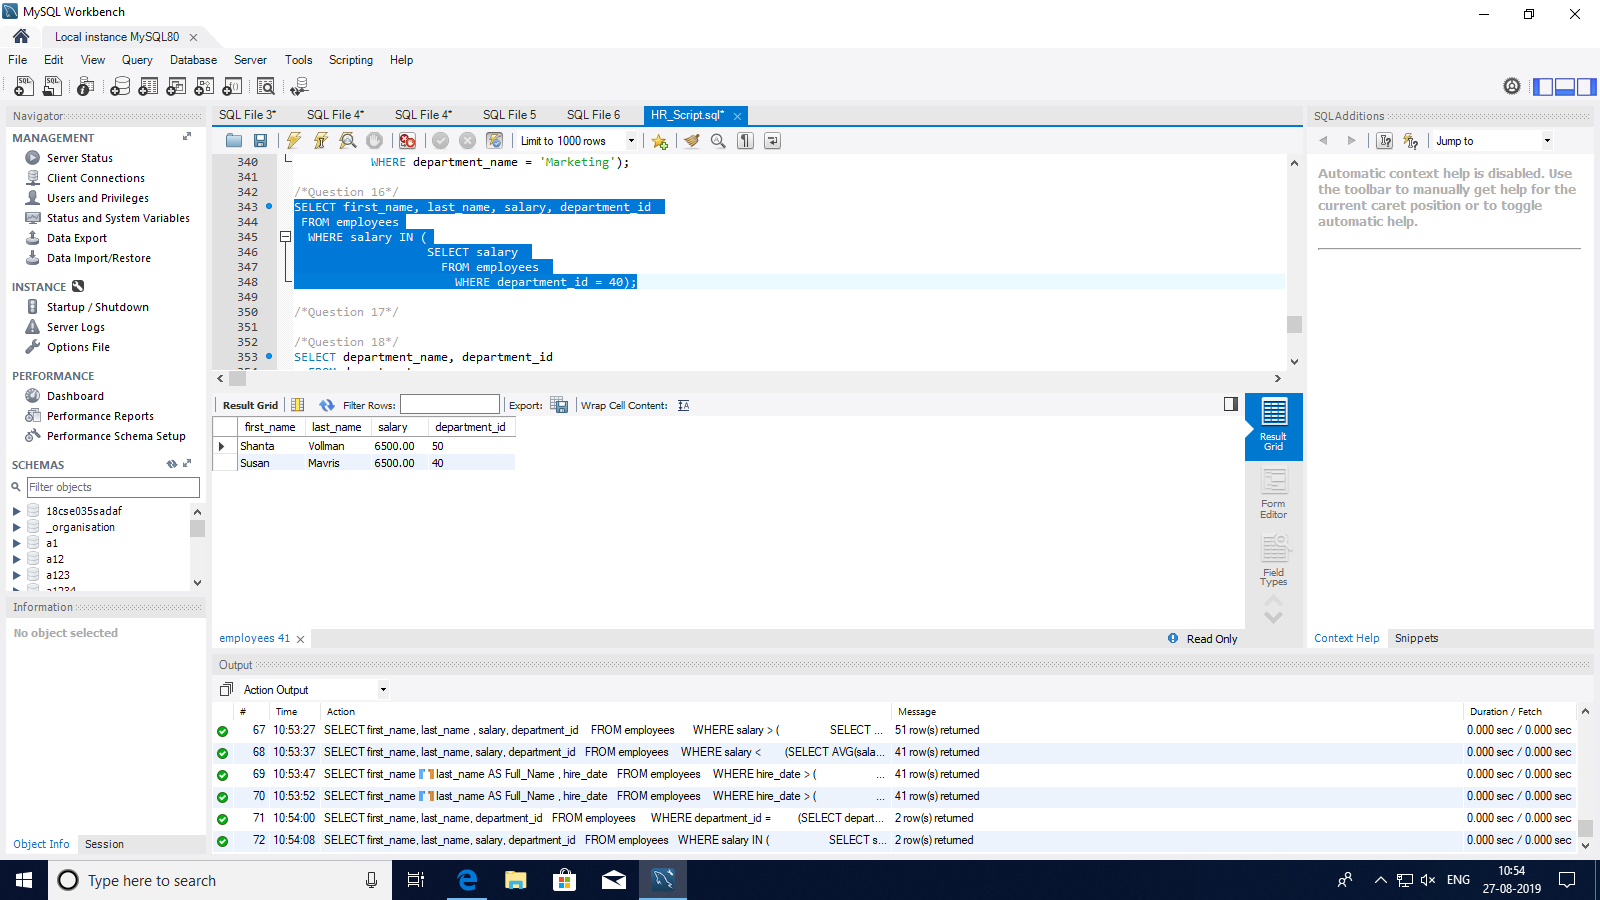 MySQL Workbench
Local instance MySQL80
File Edit View Query Database Server Tools Scripting Help
Navigator
MANAGEMENT
Server Status
Client Connections
Users and Privileges
Status and System Variables
Data Export
Data Import/Restore
INSTANCE
Startup / Shutdown
Server Logs
Options File
PERFORMANCE
Dashboard
Performance Reports
Performance Schema Setup
SCHEMAS
Filter objects
18cse035sadaf
_organisation
a1
a12
a123
a1234
Information
No object selected
Object Info Session
SQL File 3* SQL File 4* SQL File 4* SQL File 5 SQL File 6 HR_Script.sql*
Limit to 1000 rows
340 WHERE department_name = 'Marketing');
341
342 /*Question 16*/
343 SELECT first_name, last_name, salary, department_id
344 FROM employees
345 WHERE salary IN (
346 SELECT salary
347 FROM employees
348 WHERE department_id = 40);
349
350 /*Question 17*/
351
352 /*Question 18*/
353 SELECT department_name, department_id
Result Grid Filter Rows: Export: Wrap Cell Content:
first_name last_name salary department_id
Shanta Vollman 6500.00 50
Susan Mavris 6500.00 40
Result Grid
Form Editor
Field Types
employees 41 Read Only
SQLAdditions
Jump to
Automatic context help is disabled. Use
the toolbar to manually get help for the
current caret position or to toggle
automatic help.
Context Help Snippets
Output
Action Output
# Time Action Message Duration / Fetch
67 10:53:27 SELECT first_name, last_name , salary, department_id FROM employees WHERE salary > ( SELECT ... 51 row(s) returned 0.000 sec / 0.000 sec
68 10:53:37 SELECT first_name, last_name, salary, department_id FROM employees WHERE salary < (SELECT AVG(sala... 41 row(s) returned 0.000 sec / 0.000 sec
69 10:53:47 SELECT first_name last_name AS Full_Name , hire_date FROM employees WHERE hire_date > ( ... 41 row(s) returned 0.000 sec / 0.000 sec
70 10:53:52 SELECT first_name last_name AS Full_Name , hire_date FROM employees WHERE hire_date > ( ... 41 row(s) returned 0.000 sec / 0.000 sec
71 10:54:00 SELECT first_name, last_name, department_id FROM employees WHERE department_id = (SELECT depart... 2 row(s) returned 0.000 sec / 0.000 sec
72 10:54:08 SELECT first_name, last_name, salary, department_id FROM employees WHERE salary IN ( SELECT s... 2 row(s) returned 0.000 sec / 0.000 sec
Type here to search
ENG
10:54
27-08-2019